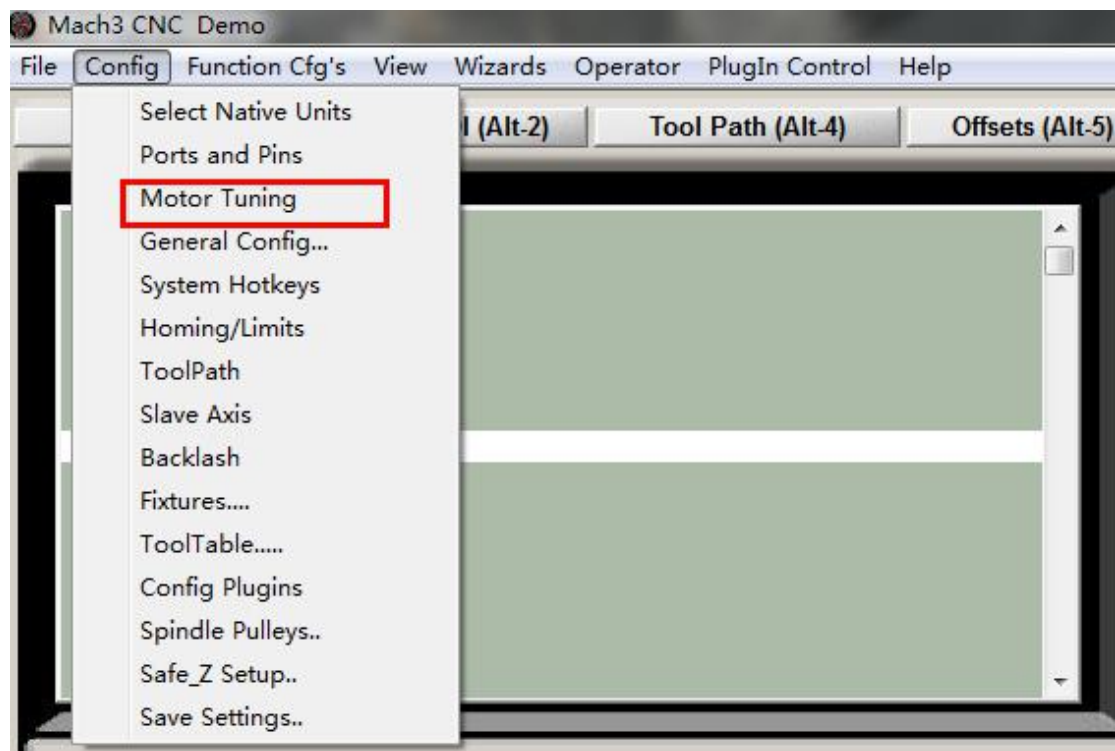 Mach3 CNC Demo
File Config Function Cfg's View Wizards Operator PlugIn Control Help
l (Alt-2) Tool Path (Alt-4) Offsets (Alt-5)
Select Native Units
Ports and Pins
Motor Tuning
General Config...
System Hotkeys
Homing/Limits
ToolPath
Slave Axis
Backlash
Fixtures....
ToolTable.....
Config Plugins
Spindle Pulleys..
Safe_Z Setup..
Save Settings..